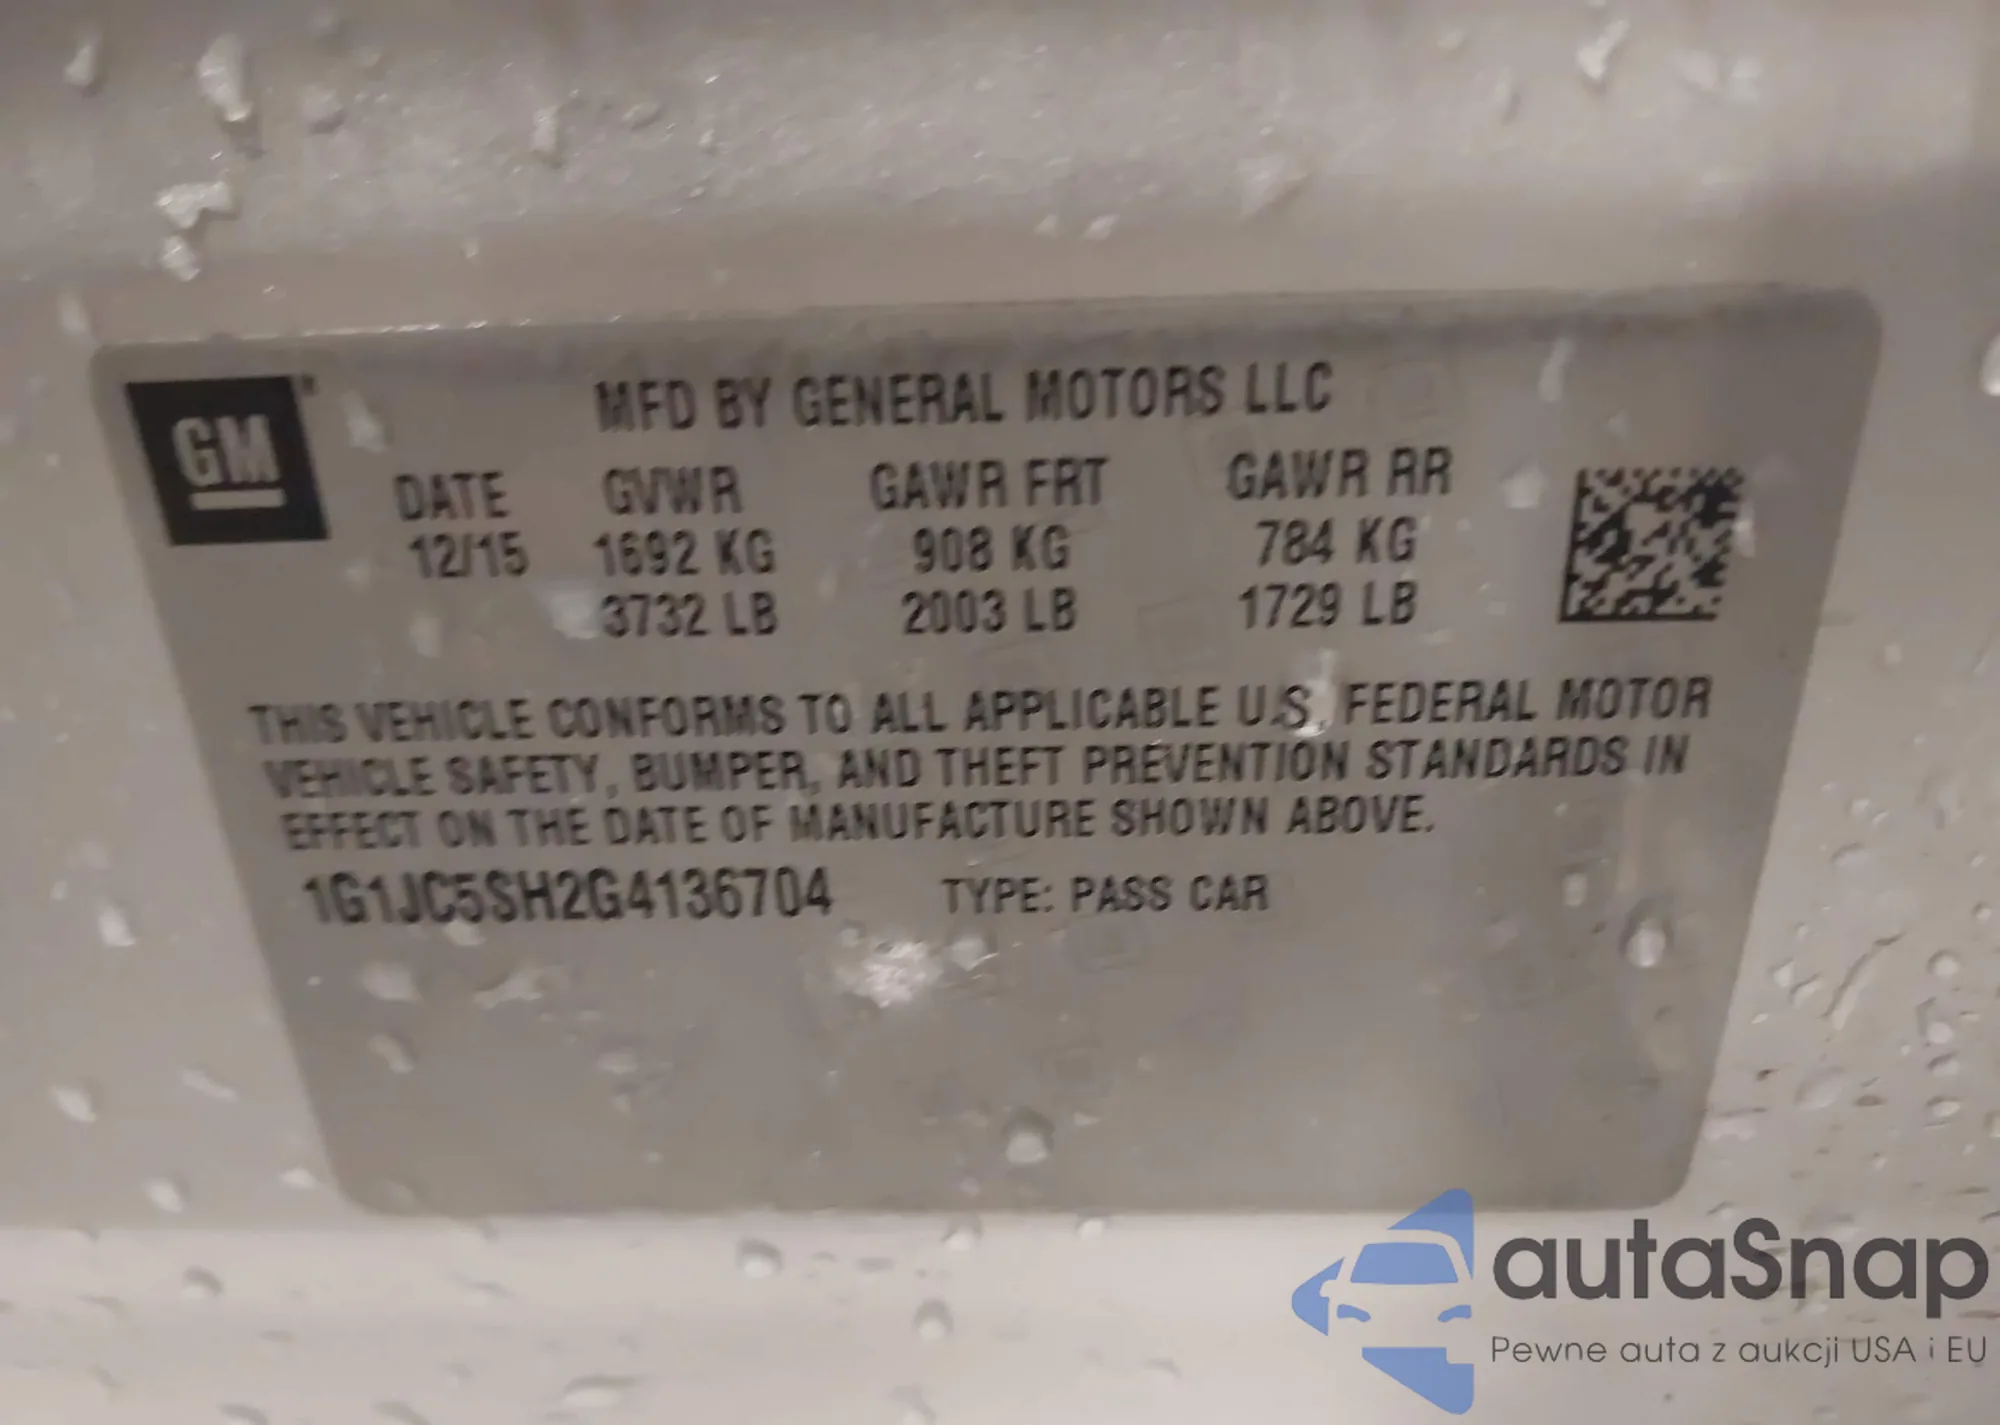 GM
MFD BY GENERAL MOTORS LLC
DATE GVWR GAWR FRT GAWR RR
12/15 1692 KG 908 KG 784 KG
3732 LB 2003 LB 1729 LB
THIS VEHICLE CONFORMS TO ALL APPLICABLE U.S. FEDERAL MOTOR
VEHICLE SAFETY, BUMPER, AND THEFT PREVENTION STANDARDS IN
EFFECT ON THE DATE OF MANUFACTURE SHOWN ABOVE.
1G1JC5SH2G4136704 TYPE: PASS CAR
autaSnap
Pewne auta z aukcji USA i EU